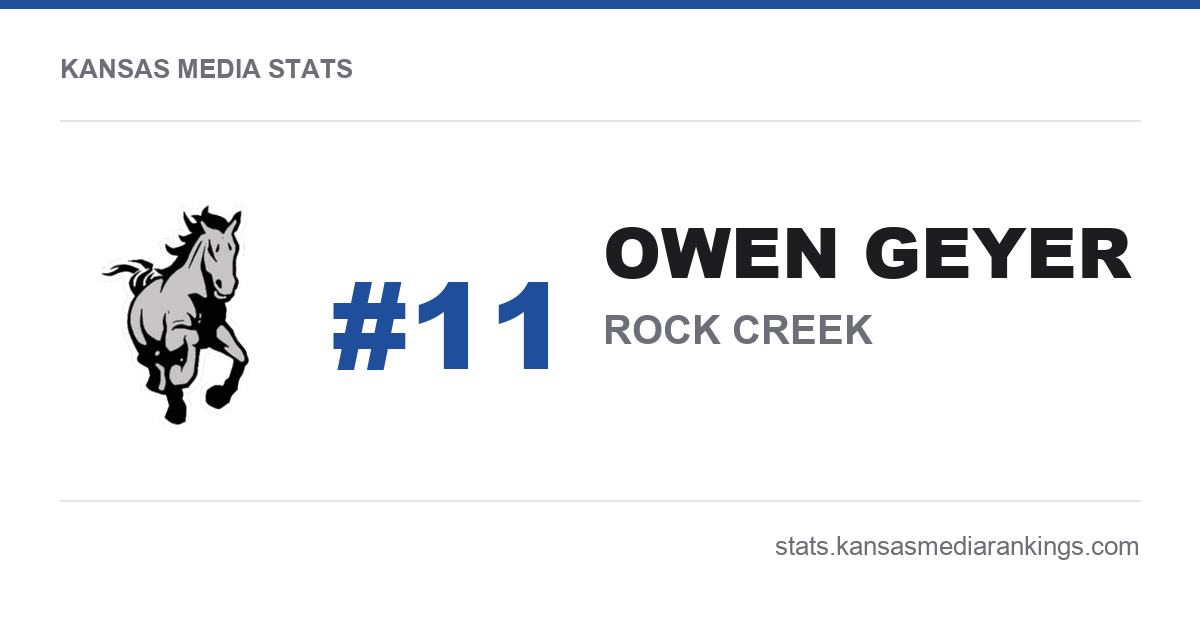 KANSAS MEDIA STATS
#11
OWEN GEYER
ROCK CREEK
stats.kansasmediarankings.com